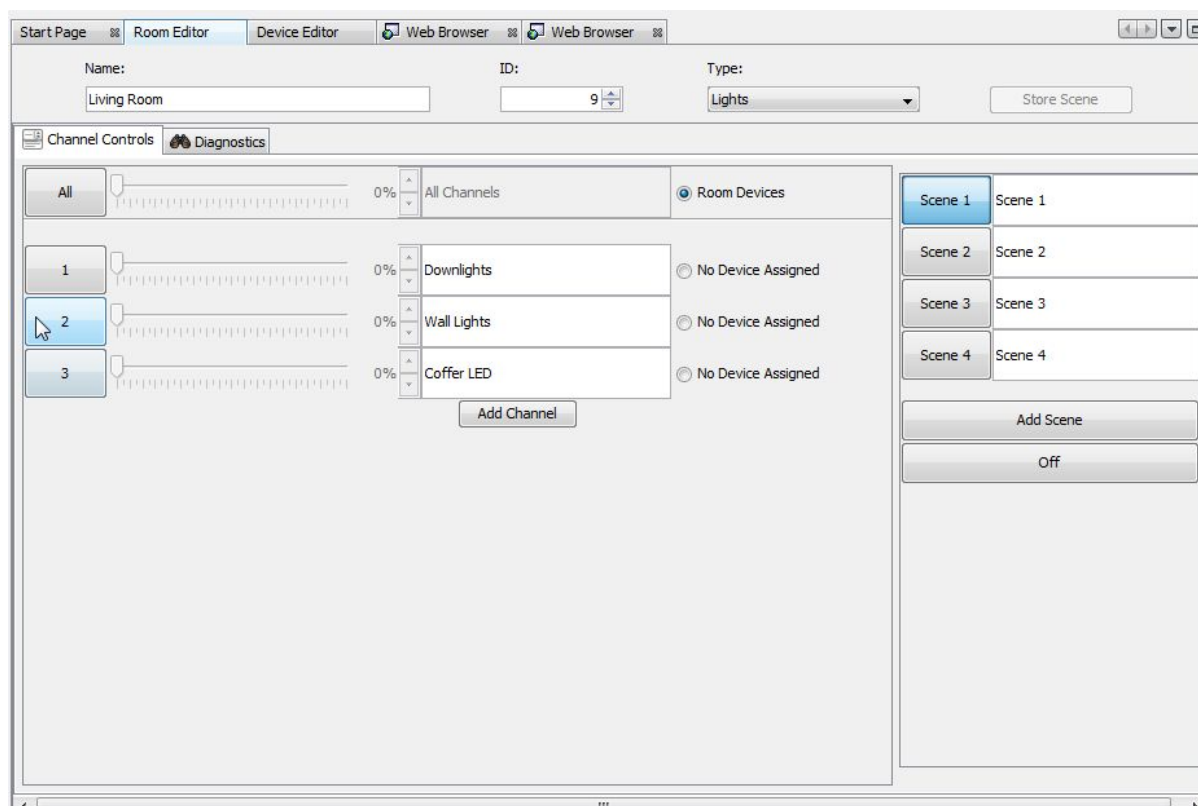 Start Page Room Editor Device Editor Web Browser Web Browser
Name: ID: Type:
Living Room 9 Lights Store Scene
Channel Controls Diagnostics
All 0% All Channels Room Devices
1 0% Downlights No Device Assigned
2 0% Wall Lights No Device Assigned
3 0% Coffer LED No Device Assigned
Add Channel
Scene 1 Scene 1
Scene 2 Scene 2
Scene 3 Scene 3
Scene 4 Scene 4
Add Scene
Off